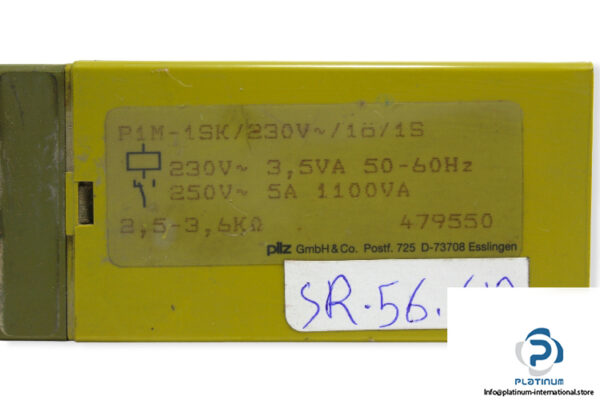 P1M-1SK/230V~/1ö/1S
230V~ 3,5VA 50-60Hz
250V~ 5A 1100VA
2,5-3,6KΩ 479550
pilz GmbH & Co. Postf. 725 D-73708 Esslingen
SR.56.
PLATINUM
Info@platinum-international.store